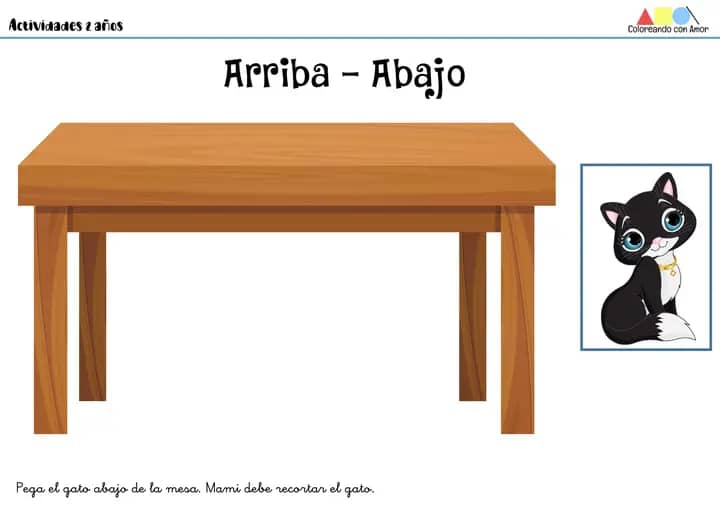 Actividades 2 años
Coloreando con Amor
Arriba - Abajo
Pega el gato abajo de la mesa. Mami debe recortar el gato.